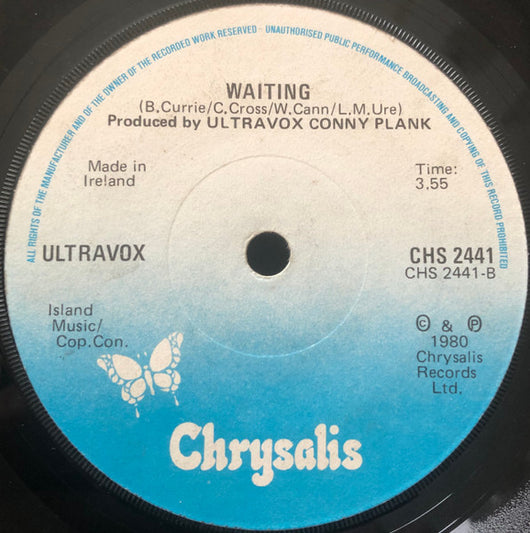 ALL RIGHTS OF THE MANUFACTURER AND OF THE OWNER OF THE RECORDED WORK RESERVED - UNAUTHORISED PUBLIC PERFORMANCE BROADCASTING AND COPYING OF THIS RECORD PROHIBITED
WAITING
(B.Currie/C.Cross/W.Cann/L.M.Ure)
Produced by ULTRAVOX CONNY PLANK
Made in
Ireland
Time:
3.55
ULTRAVOX
CHS 2441
CHS 2441-B
Island
Music/
Cop.Con.
© & ℗
1980
Chrysalis
Records
Ltd.
Chrysalis